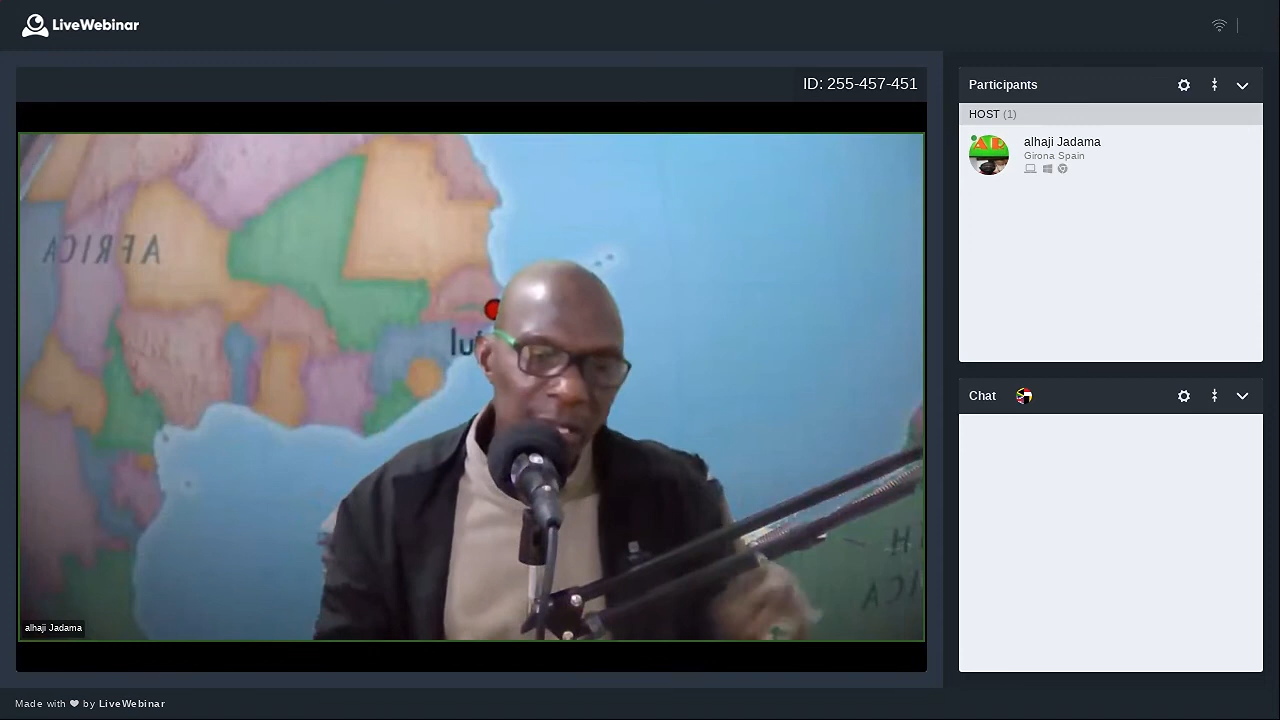 LiveWebinar
ID: 255-457-451
Participants
HOST (1)
alhaji Jadama
Girona Spain
AFRICA
alhaji Jadama
Chat
Made with by LiveWebinar